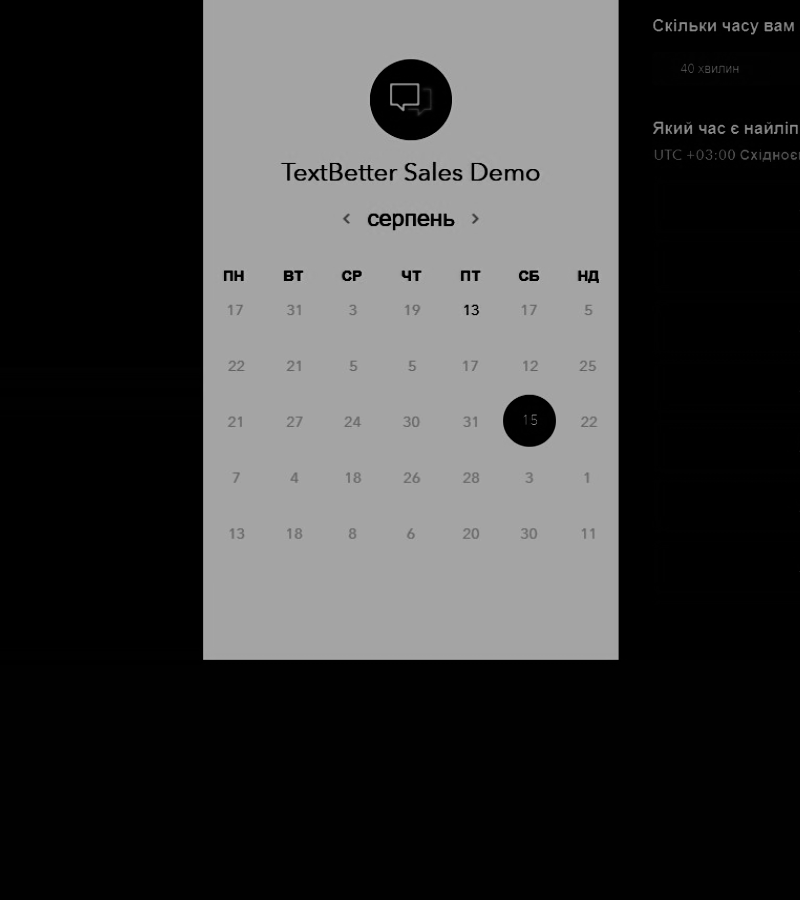 TextBetter Sales Demo
серпень
ПН ВТ СР ЧТ ПТ СБ НД
17 31 3 19 13 17 5
22 21 5 5 17 12 25
21 27 24 30 31 15 22
7 4 18 26 28 3 1
13 18 8 6 20 30 11
Скільки часу вам
40 хвилин
Який час є найліп
UTC +03:00 Східноє